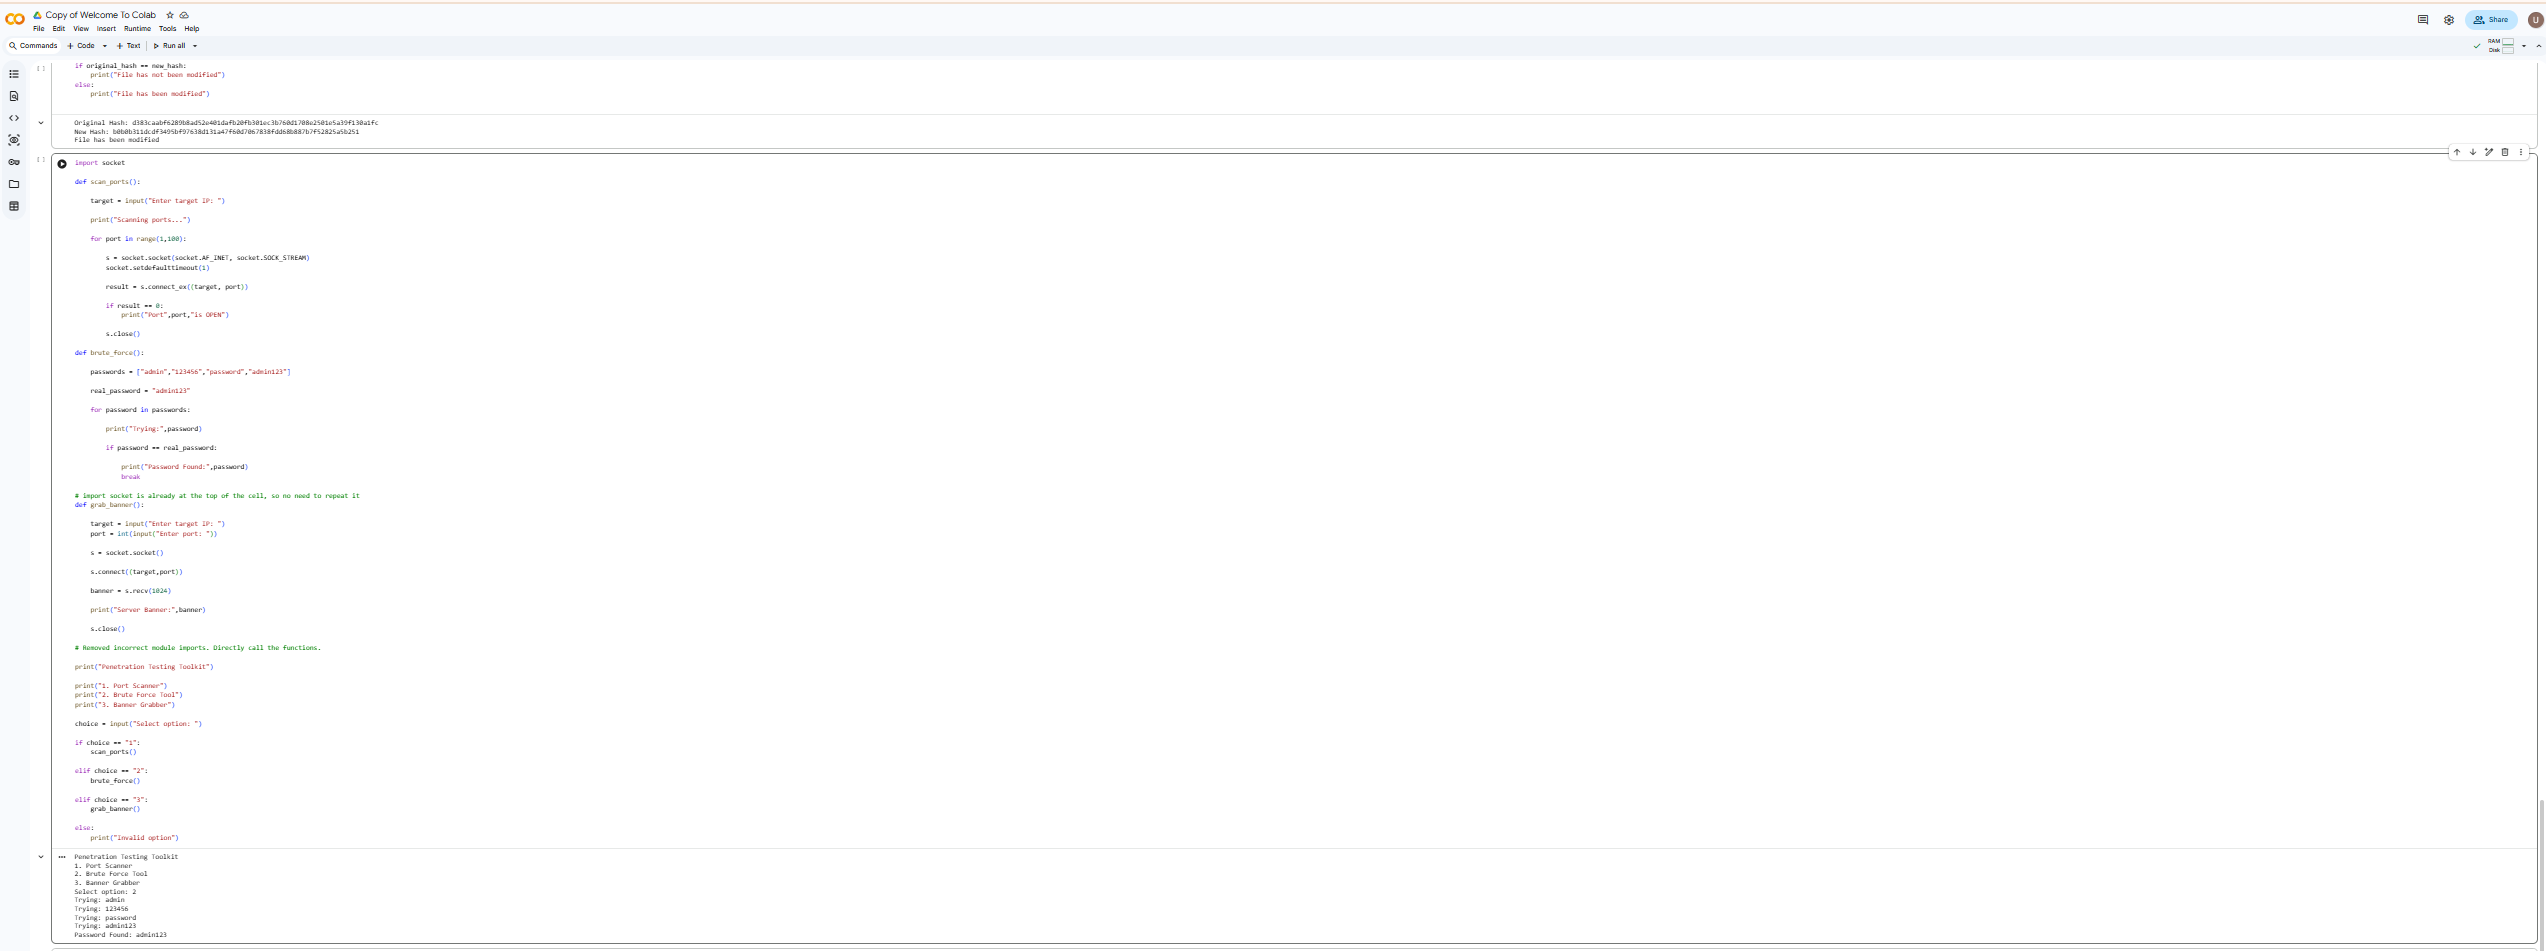 Copy of Welcome To Colab
File Edit View Insert Runtime Tools Help
Share
U
Commands + Code + Text Run all
RAM
Disk
[ ]
if original_hash == new_hash:
    print("File has not been modified")
else:
    print("File has been modified")
Original Hash: d383caabf6289b8ad52e401dafb20fb301ec3b760d1708e2501e5a39f130a1fc
New Hash: b0b0b311dcdf3495bf97638d131a47f60d7067838fdd68b887b7f52825a5b251
File has been modified
[ ]
import socket
def scan_ports():
    target = input("Enter target IP: ")
    print("Scanning ports...")
    for port in range(1,100):
        s = socket.socket(socket.AF_INET, socket.SOCK_STREAM)
        socket.setdefaulttimeout(1)
        result = s.connect_ex((target, port))
        if result == 0:
            print("Port",port,"is OPEN")
        s.close()
def brute_force():
    passwords = ["admin","123456","password","admin123"]
    real_password = "admin123"
    for password in passwords:
        print("Trying:",password)
        if password == real_password:
            print("Password Found:",password)
            break
# import socket is already at the top of the cell, so no need to repeat it
def grab_banner():
    target = input("Enter target IP: ")
    port = int(input("Enter port: "))
    s = socket.socket()
    s.connect((target,port))
    banner = s.recv(1024)
    print("Server Banner:",banner)
    s.close()
# Removed incorrect module imports. Directly call the functions.
print("Penetration Testing Toolkit")
print("1. Port Scanner")
print("2. Brute Force Tool")
print("3. Banner Grabber")
choice = input("Select option: ")
if choice == "1":
    scan_ports()
elif choice == "2":
    brute_force()
elif choice == "3":
    grab_banner()
else:
    print("Invalid option")
Penetration Testing Toolkit
1. Port Scanner
2. Brute Force Tool
3. Banner Grabber
Select option: 2
Trying: admin
Trying: 123456
Trying: password
Trying: admin123
Password Found: admin123